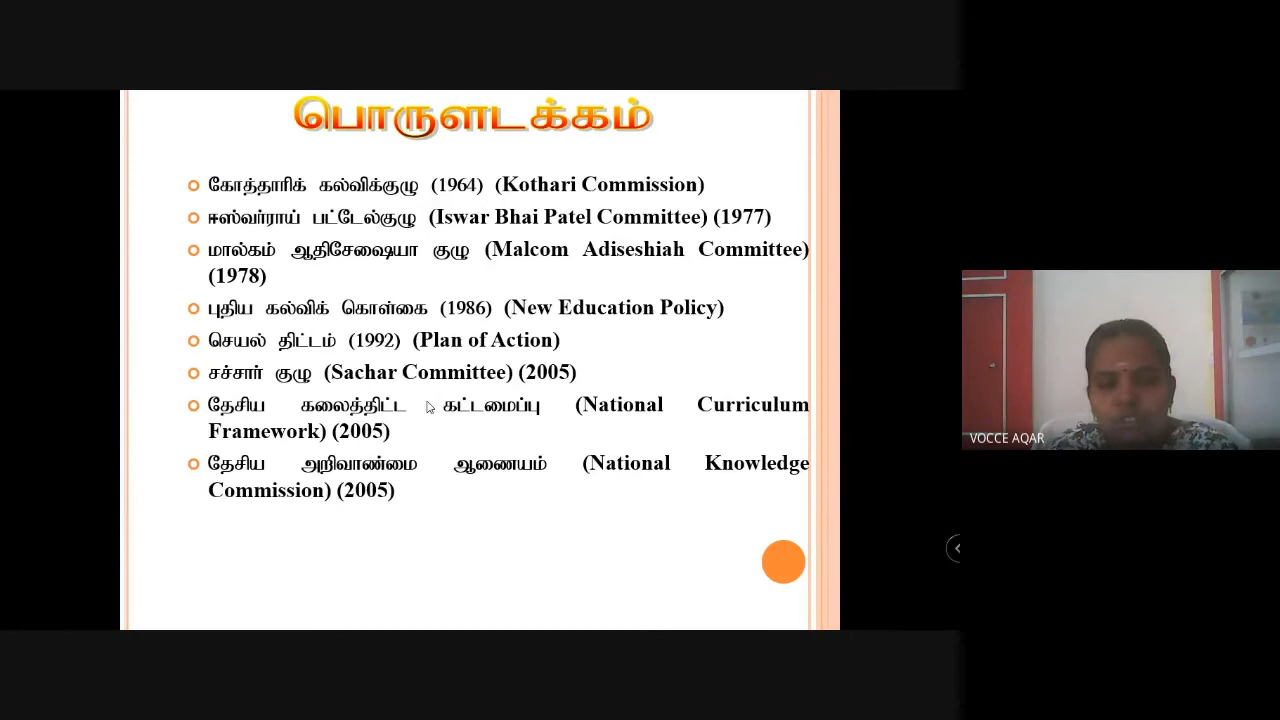 பொருளடக்கம்
கோத்தாரிக் கல்விக்குழு (1964) (Kothari Commission)
ஈஸ்வர்ராய் பட்டேல்குழு (Iswar Bhai Patel Committee) (1977)
மால்கம் ஆதிசேஷையா குழு (Malcom Adiseshiah Committee)
(1978)
புதிய கல்விக் கொள்கை (1986) (New Education Policy)
செயல் திட்டம் (1992) (Plan of Action)
சச்சார் குழு (Sachar Committee) (2005)
தேசிய கலைத்திட்ட கட்டமைப்பு (National Curriculum
Framework) (2005)
தேசிய அறிவாண்மை ஆணையம் (National Knowledge
Commission) (2005)
VOCCE AQAR